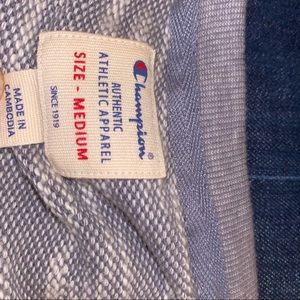 Champion®
AUTHENTIC
ATHLETIC APPAREL
SIZE - MEDIUM
SINCE 1919
MADE IN
CAMBODIA